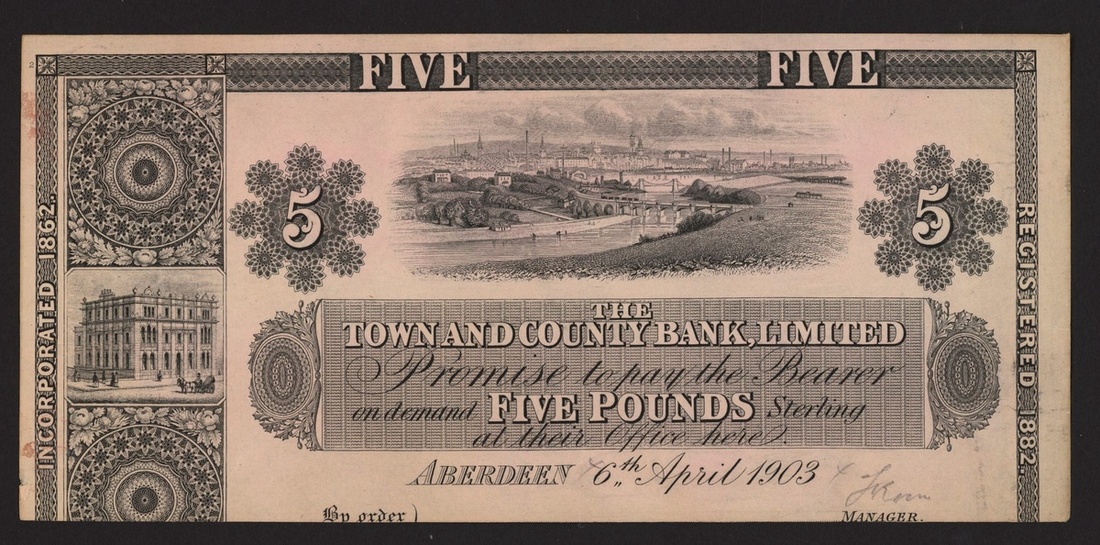 2
FIVE FIVE
INCORPORATED 1862.
5 5
REGISTERED 1882.
THE
TOWN AND COUNTY BANK, LIMITED
Promise to pay the Bearer
on demand FIVE POUNDS Sterling
at their Office here.
ABERDEEN 6th April 1903
By order) MANAGER.